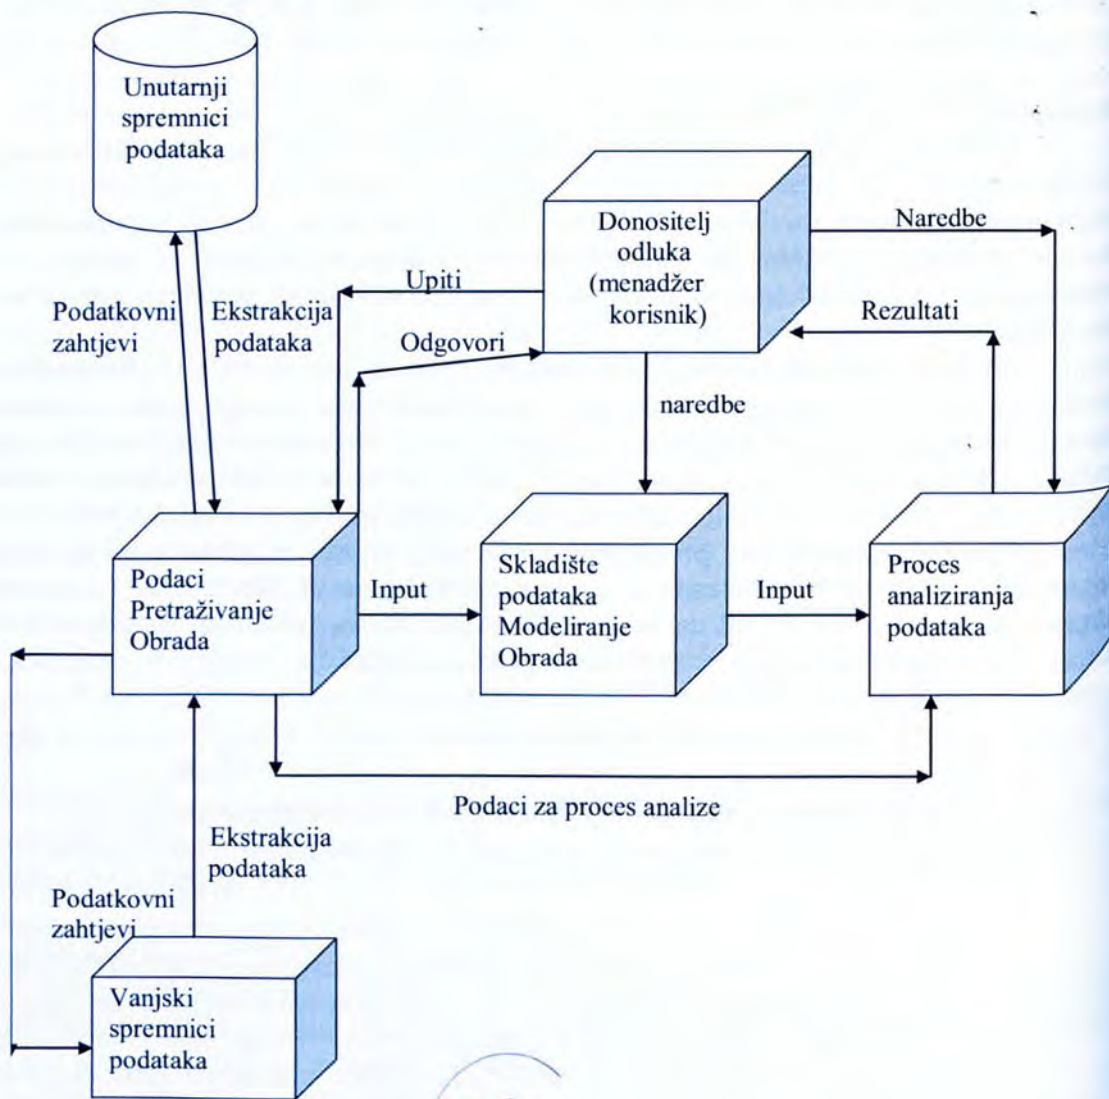 Unutarnji
spremnici
podataka
Donositelj
odluka
(menadžer
korisnik)
Naredbe
Upiti
Podatkovni
zahtjevi
Ekstrakcija
podataka
Odgovori
Rezultati
naredbe
Podaci
Pretraživanje
Obrada
Input
Skladište
podataka
Modeliranje
Obrada
Input
Proces
analiziranja
podataka
Podaci za proces analize
Ekstrakcija
podataka
Podatkovni
zahtjevi
Vanjski
spremnici
podataka